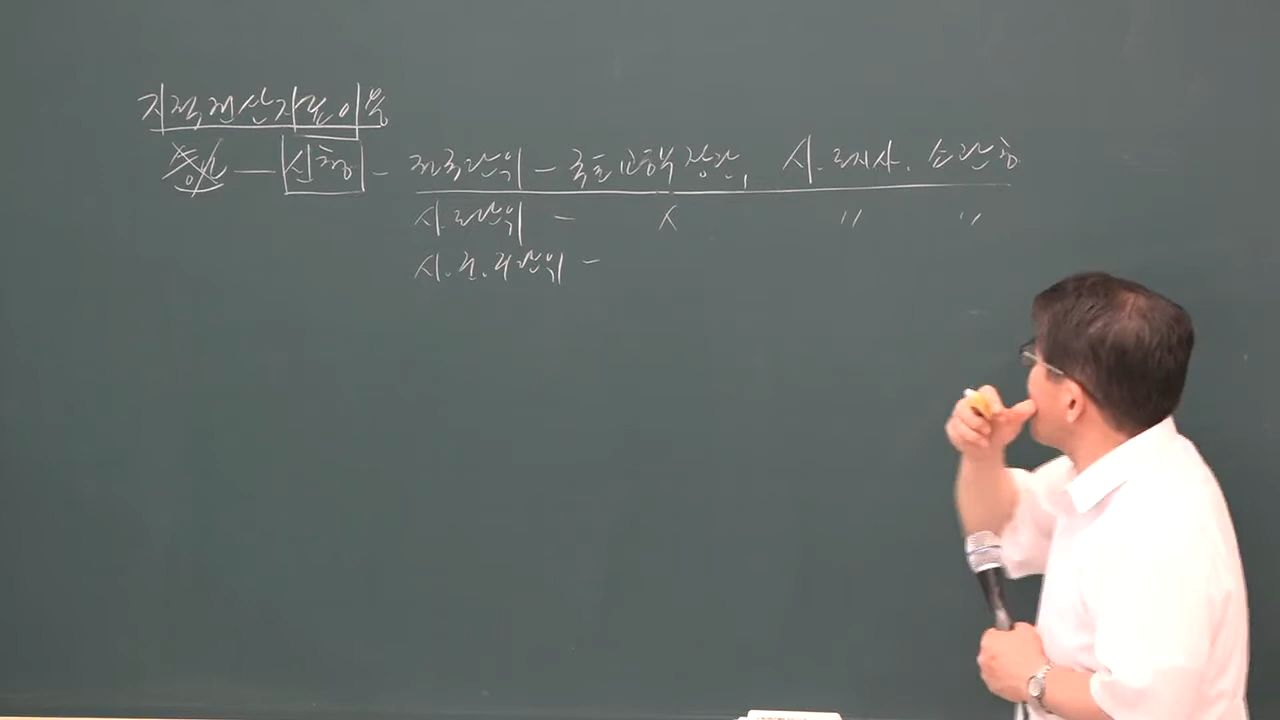 지적전산자료이용
승인 — 신청 - 전국단위 - 국토교통부장관, 시.도지사. 소관청
시.도단위 - 〃 〃
시.군.구단위 -